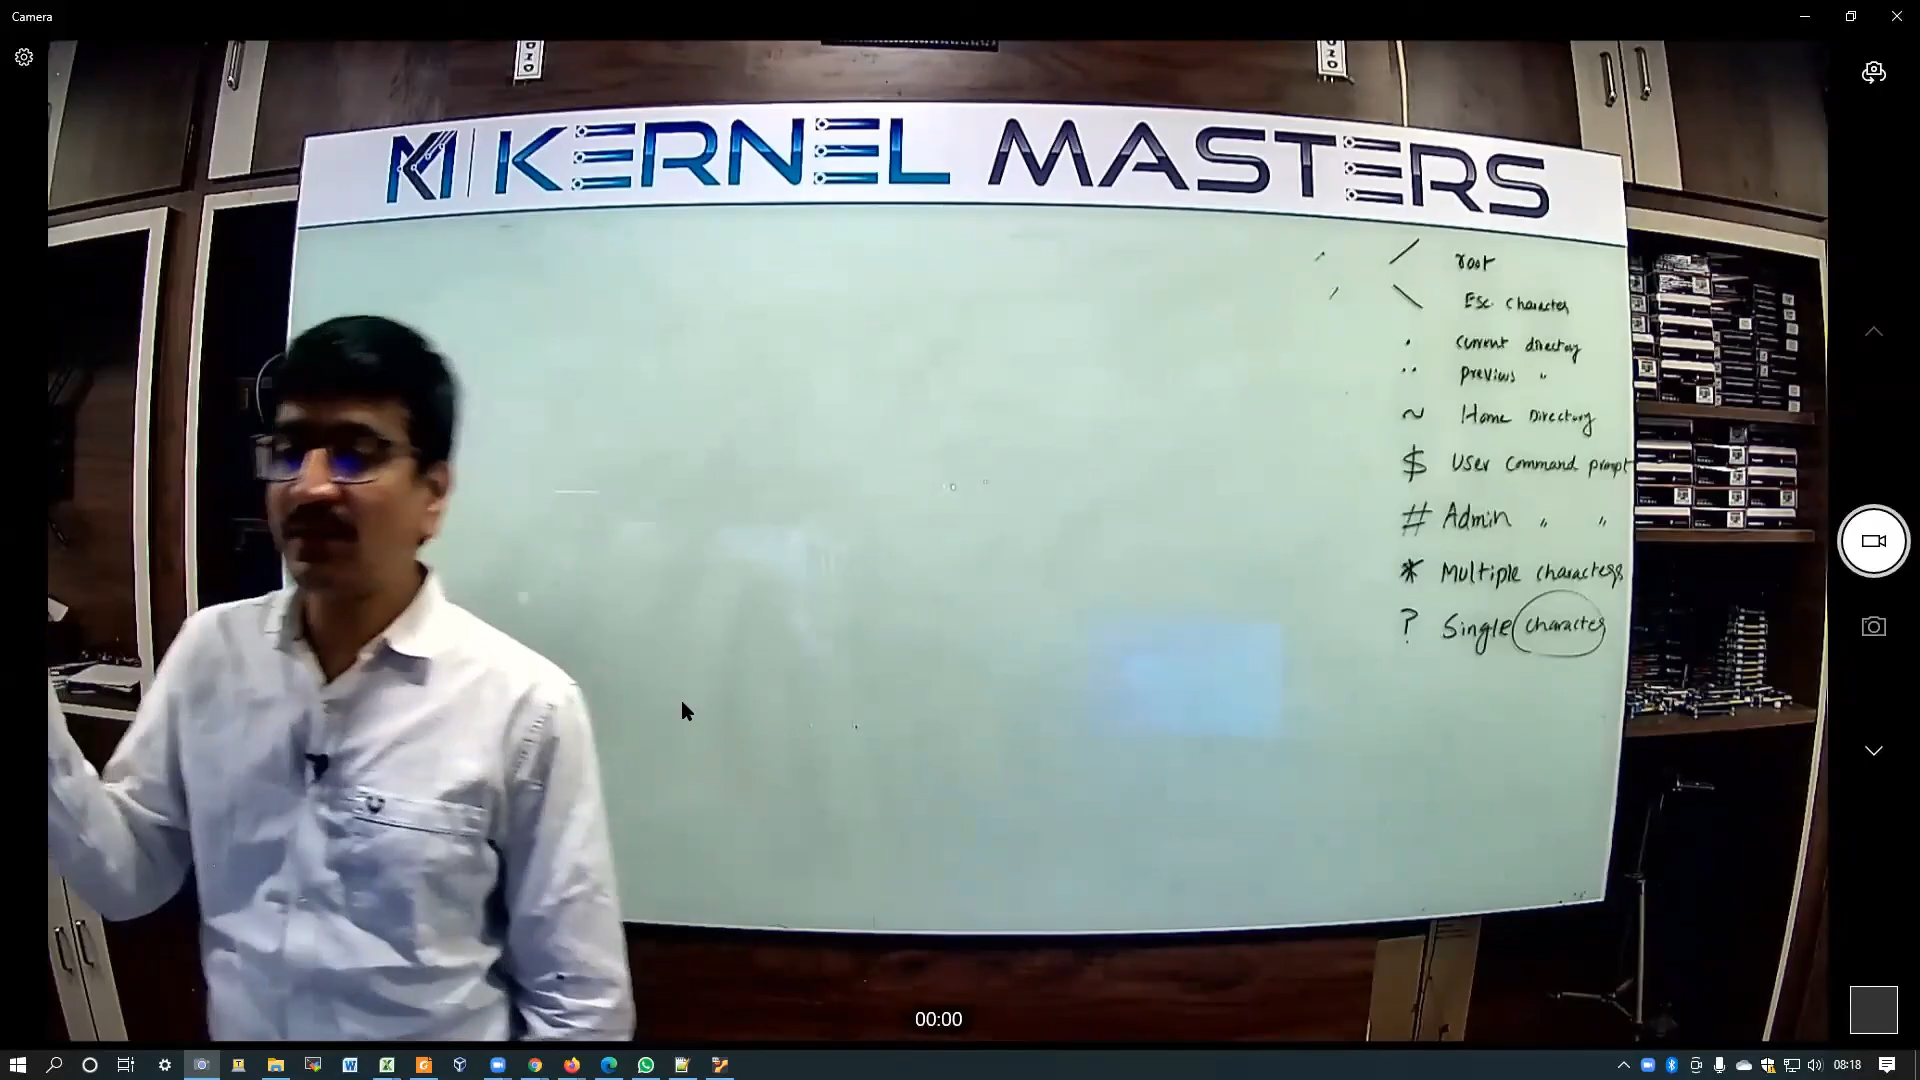 Camera
KERNEL MASTERS
/ root
\ Esc. character
. current directory
.. previous "
~ Home Directory
$ User command prompt
# Admin " "
* Multiple characters
? Single character
00:00
08:18